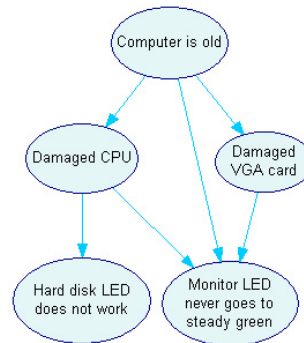 Computer is old
Damaged CPU
Damaged
VGA card
Hard disk LED
does not work
Monitor LED
never goes to
steady green